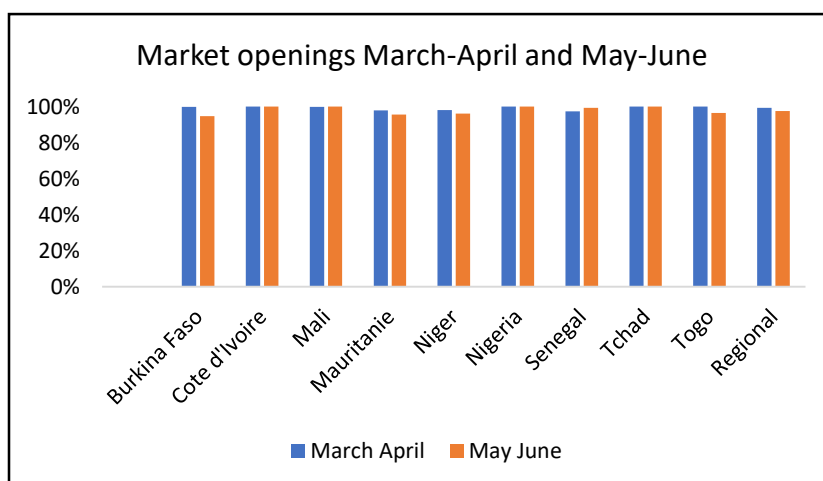 Market openings March-April and May-June
100%
80%
60%
40%
20%
0%
Burkina Faso
Cote d'Ivoire
Mali
Mauritanie
Niger
Nigeria
Senegal
Tchad
Togo
Regional
March April
May June